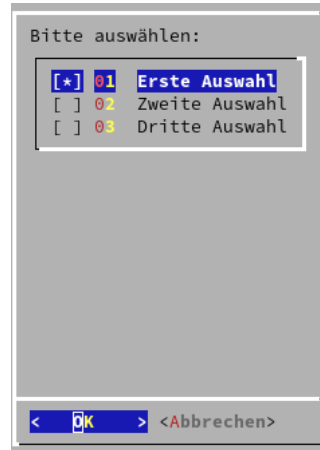 Bitte auswählen:
[*] 01 Erste Auswahl
[ ] 02 Zweite Auswahl
[ ] 03 Dritte Auswahl
< OK > <Abbrechen>